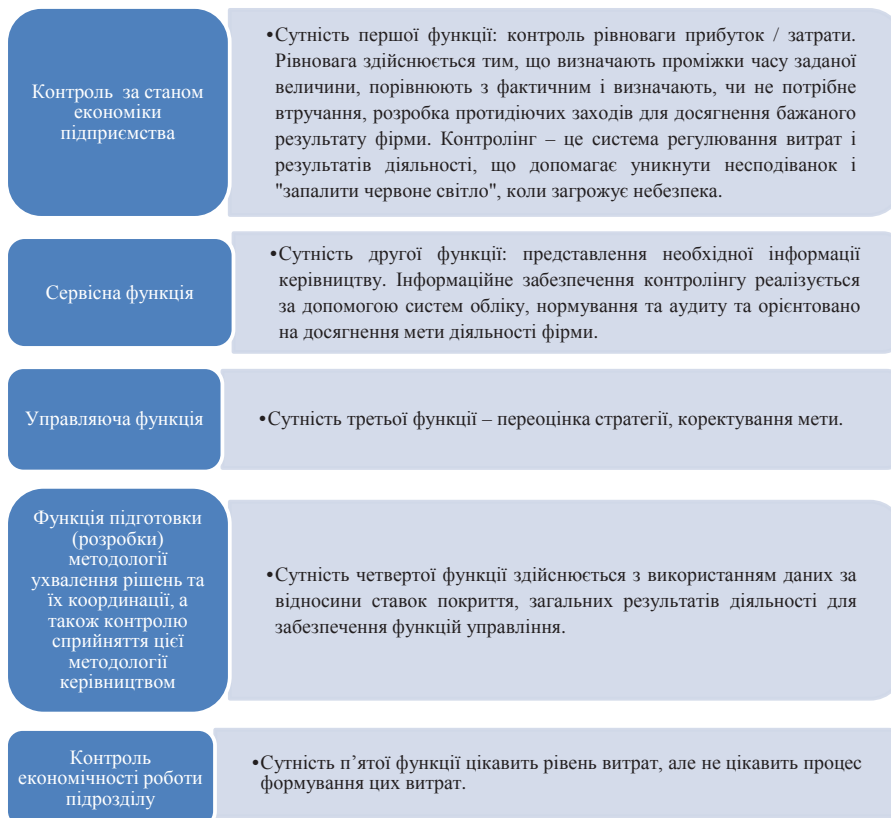 Контроль за станом
економіки
підприємства
•Сутність першої функції: контроль рівноваги прибуток / затрати.
Рівновага здійснюється тим, що визначають проміжки часу заданої
величини, порівнюють з фактичним і визначають, чи не потрібне
втручання, розробка протидіючих заходів для досягнення бажаного
результату фірми. Контролінг – це система регулювання витрат і
результатів діяльності, що допомагає уникнути несподіванок і
"запалити червоне світло", коли загрожує небезпека.
Сервісна функція
•Сутність другої функції: представлення необхідної інформації
керівництву. Інформаційне забезпечення контролінгу реалізується
за допомогою систем обліку, нормування та аудиту та орієнтовано
на досягнення мети діяльності фірми.
Управляюча функція
•Сутність третьої функції – переоцінка стратегії, коректування мети.
Функція підготовки
(розробки)
методології
ухвалення рішень та
їх координації, а
також контролю
сприйняття цієї
методології
керівництвом
•Сутність четвертої функції здійснюється з використанням даних за
відносини ставок покриття, загальних результатів діяльності для
забезпечення функцій управління.
Контроль
економічності роботи
підрозділу
•Сутність п’ятої функції цікавить рівень витрат, але не цікавить процес
формування цих витрат.